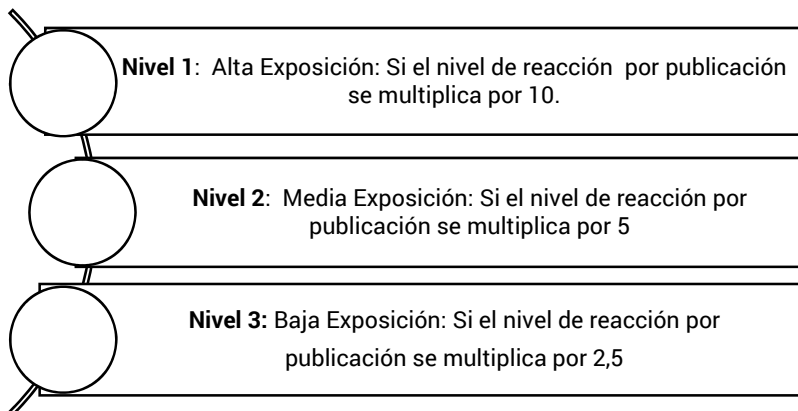 Nivel 1:  Alta Exposición: Si el nivel de reacción  por publicación
se multiplica por 10.
Nivel 2:  Media Exposición: Si el nivel de reacción por
publicación se multiplica por 5
Nivel 3: Baja Exposición: Si el nivel de reacción por
publicación se multiplica por 2,5